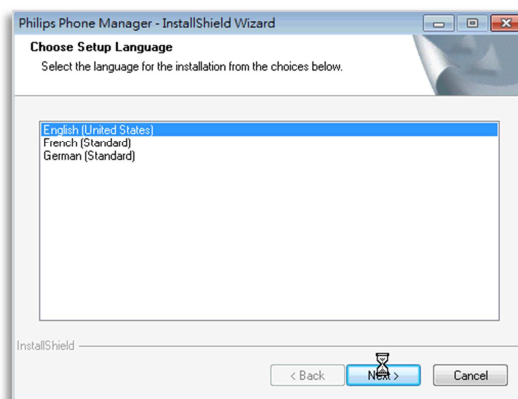 Philips Phone Manager - InstallShield Wizard
Choose Setup Language
Select the language for the installation from the choices below.
English (United States)
French (Standard)
German (Standard)
InstallShield
< Back Next > Cancel